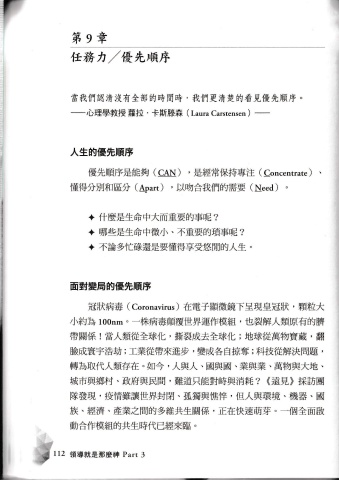 第 9 章
任務力／優先順序
當我們認清沒有全部的時間時，我們更清楚的看見優先順序。
──心理學教授 蘿拉．卡斯滕森（Laura Carstensen）──
人生的優先順序
優先順序是能夠（CAN），是經常保持專注（Concentrate）、
懂得分別和區分（Apart），以吻合我們的需要（Need）。
✦ 什麼是生命中大而重要的事呢？
✦ 哪些是生命中微小、不重要的瑣事呢？
✦ 不論多忙碌還是要懂得享受悠閒的人生。
面對變局的優先順序
冠狀病毒（Coronavirus）在電子顯微鏡下呈現皇冠狀，顆粒大
小約為 100nm。一株病毒顛覆世界運作模組，也裂解人類原有的臍
帶關係！當人類從全球化，撕裂成去全球化；地球從萬物寶藏，翻
臉成寰宇浩劫；工業從帶來進步，變成各自掠奪；科技從解決問題，
轉為取代人類存在。如今，人與人、國與國、業與業、萬物與大地、
城市與鄉村、政府與民間，難道只能對峙與消耗？《遠見》採訪團
隊發現，疫情雖讓世界封閉、孤獨與憔悴，但人與環境、機器、國
族、經濟、產業之間的多維共生關係，正在快速萌芽。一個全面啟
動合作模組的共生時代已經來臨。
112 領導就是那麼神 Part 3